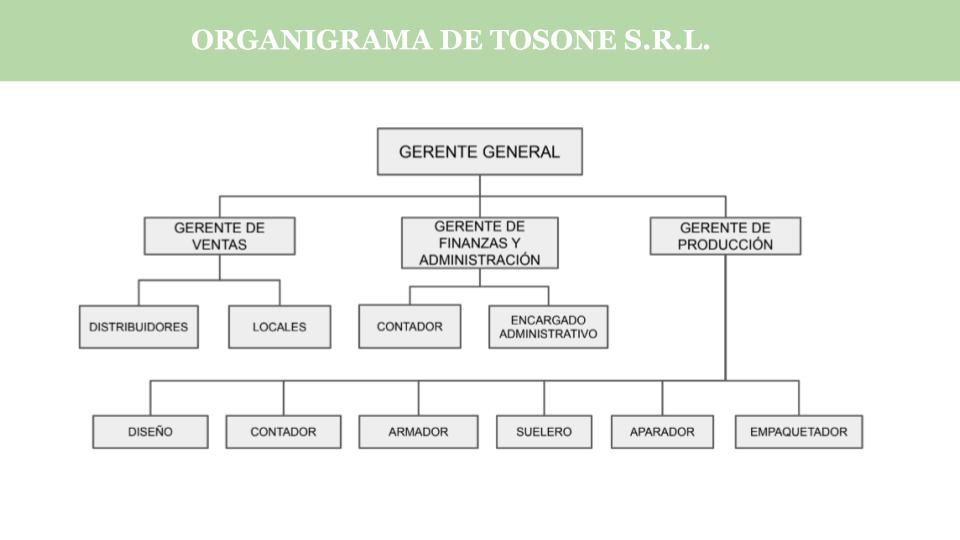 ORGANIGRAMA DE TOSONE S.R.L.
GERENTE GENERAL
GERENTE DE
VENTAS
GERENTE DE
FINANZAS Y
ADMINISTRACIÓN
GERENTE DE
PRODUCCIÓN
DISTRIBUIDORES
LOCALES
CONTADOR
ENCARGADO
ADMINISTRATIVO
DISEÑO
CONTADOR
ARMADOR
SUELERO
APARADOR
EMPAQUETADOR